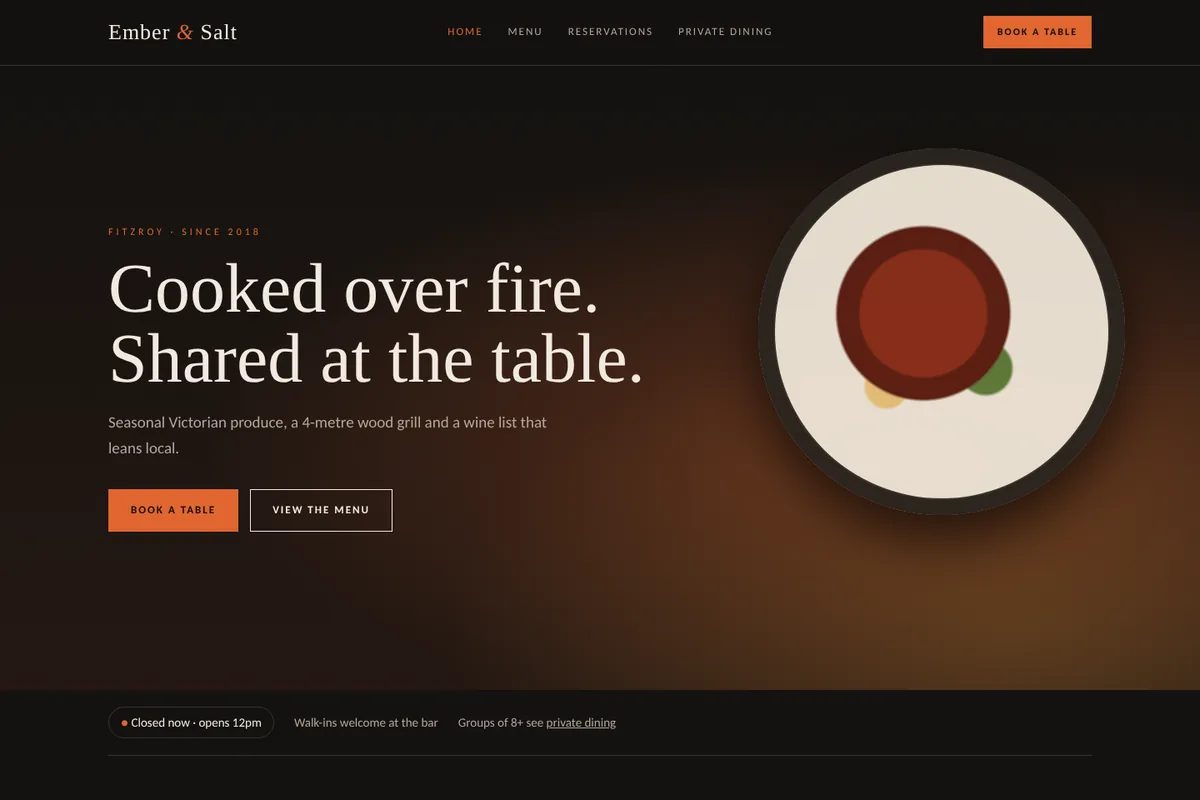 Ember & Salt
HOME MENU RESERVATIONS PRIVATE DINING
BOOK A TABLE
FITZROY · SINCE 2018
Cooked over fire.
Shared at the table.
Seasonal Victorian produce, a 4-metre wood grill and a wine list that
leans local.
BOOK A TABLE
VIEW THE MENU
Closed now · opens 12pm
Walk-ins welcome at the bar
Groups of 8+ see private dining